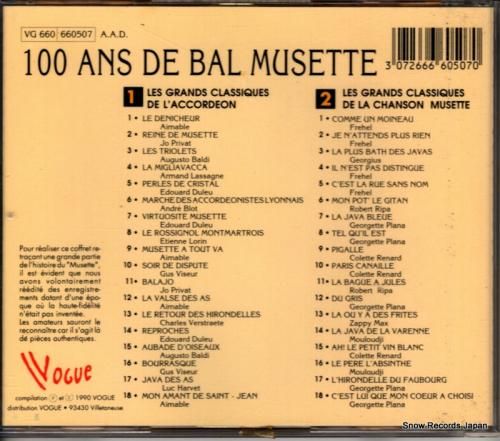 VG 660 660507 A.A.D.
100 ANS DE BAL MUSETTE
3 072666 605070
1 LES GRANDS CLASSIQUES
DE L'ACCORDEON
1 • LE DENICHEUR
Aimable
2 • REINE DE MUSETTE
Jo Privat
3 • LES TRIOLETS
Augusto Baldi
4 • LA MIGLIAVACCA
Armand Lassagne
5 • PERLES DE CRISTAL
Edouard Duleu
6 • MARCHE DES ACCORDEONISTES LYONNAIS
André Blot
7 • VIRTUOSITE MUSETTE
Edouard Duleu
8 • LE ROSSIGNOL MONTMARTROIS
Etienne Lorin
9 • MUSETTE A TOUT VA
Aimable
10 • SOIR DE DISPUTE
Gus Viseur
11 • BALAJO
Jo Privat
12 • LA VALSE DES AS
Aimable
13 • LE RETOUR DES HIRONDELLES
Charles Verstraete
14 • REPROCHES
Edouard Duleu
15 • AUBADE D'OISEAUX
Augusto Baldi
16 • BOURRASQUE
Gus Viseur
17 • JAVA DES AS
Luc Harvet
18 • MON AMANT DE SAINT - JEAN
Aimable
2 LES GRANDS CLASSIQUES
DE LA CHANSON MUSETTE
1 • COMME UN MOINEAU
Frehel
2 • JE N'ATTENDS PLUS RIEN
Frehel
3 • LA PLUS BATH DES JAVAS
Georgius
4 • IL N'EST PAS DISTINGUE
Frehel
5 • C'EST LA RUE SANS NOM
Frehel
6 • MON POT' LE GITAN
Robert Ripa
7 • LA JAVA BLEUE
Georgette Plana
8 • TEL QU'IL EST
Georgette Plana
9 • PIGALLE
Colette Renard
10 • PARIS CANAILLE
Colette Renard
11 • LA BAGUE A JULES
Robert Ripa
12 • DU GRIS
Georgette Plana
13 • LA OU Y A DES FRITES
Zappy Max
14 • LA JAVA DE LA VARENNE
Mouloudji
15 • AH! LE PETIT VIN BLANC
Colette Renard
16 • LE PERE L'ABSINTHE
Mouloudji
17 • L'HIRONDELLE DU FAUBOURG
Georgette Plana
18 • C'EST LUI QUE MON COEUR A CHOISI
Georgette Plana
Pour réaliser ce coffret re-
traçant une grande partie
de l'histoire du "Musette",
il est évident que nous
avons volontairement
réédité des enregistre-
ments datant d'une épo-
que où la haute-fidélité
n'était pas inventée.
Les amateurs sauront le
reconnaître car il s'agit là
de pièces authentiques.
VOGUE
compilation P et C 1990 VOGUE
distribution VOGUE • 93430 Villetaneuse
Snow Records Japan
http://snowrecords.jp/